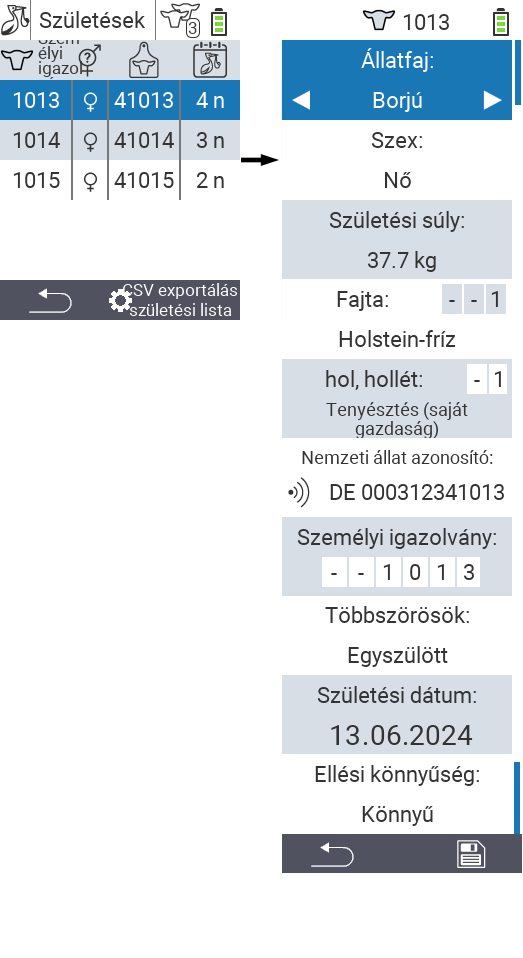 Születések
3
Szem
élyi
igazol
1013 41013 4 n
1014 41014 3 n
1015 41015 2 n
CSV exportálás
születési lista
1013
Állatfaj:
Borjú
Szex:
Nő
Születési súly:
37.7 kg
Fajta: - - 1
Holstein-fríz
hol, hollét: - 1
Tenyésztés (saját
gazdaság)
Nemzeti állat azonosító:
DE 000312341013
Személyi igazolvány:
- - 1 0 1 3
Többszörösök:
Egyszülött
Születési dátum:
13.06.2024
Ellési könnyűség:
Könnyű